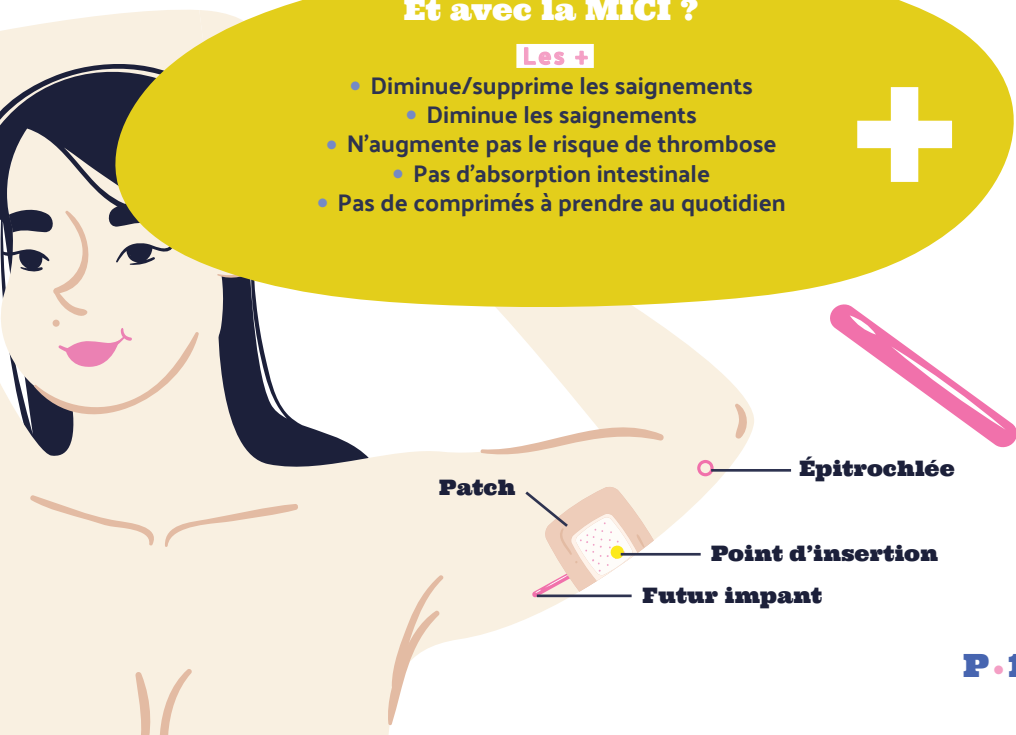 Et avec la MICI ?
Les +
• Diminue/supprime les saignements
• Diminue les saignements
• N'augmente pas le risque de thrombose
• Pas d'absorption intestinale
• Pas de comprimés à prendre au quotidien
Épitrochlée
Patch
Point d'insertion
Futur impant
P•